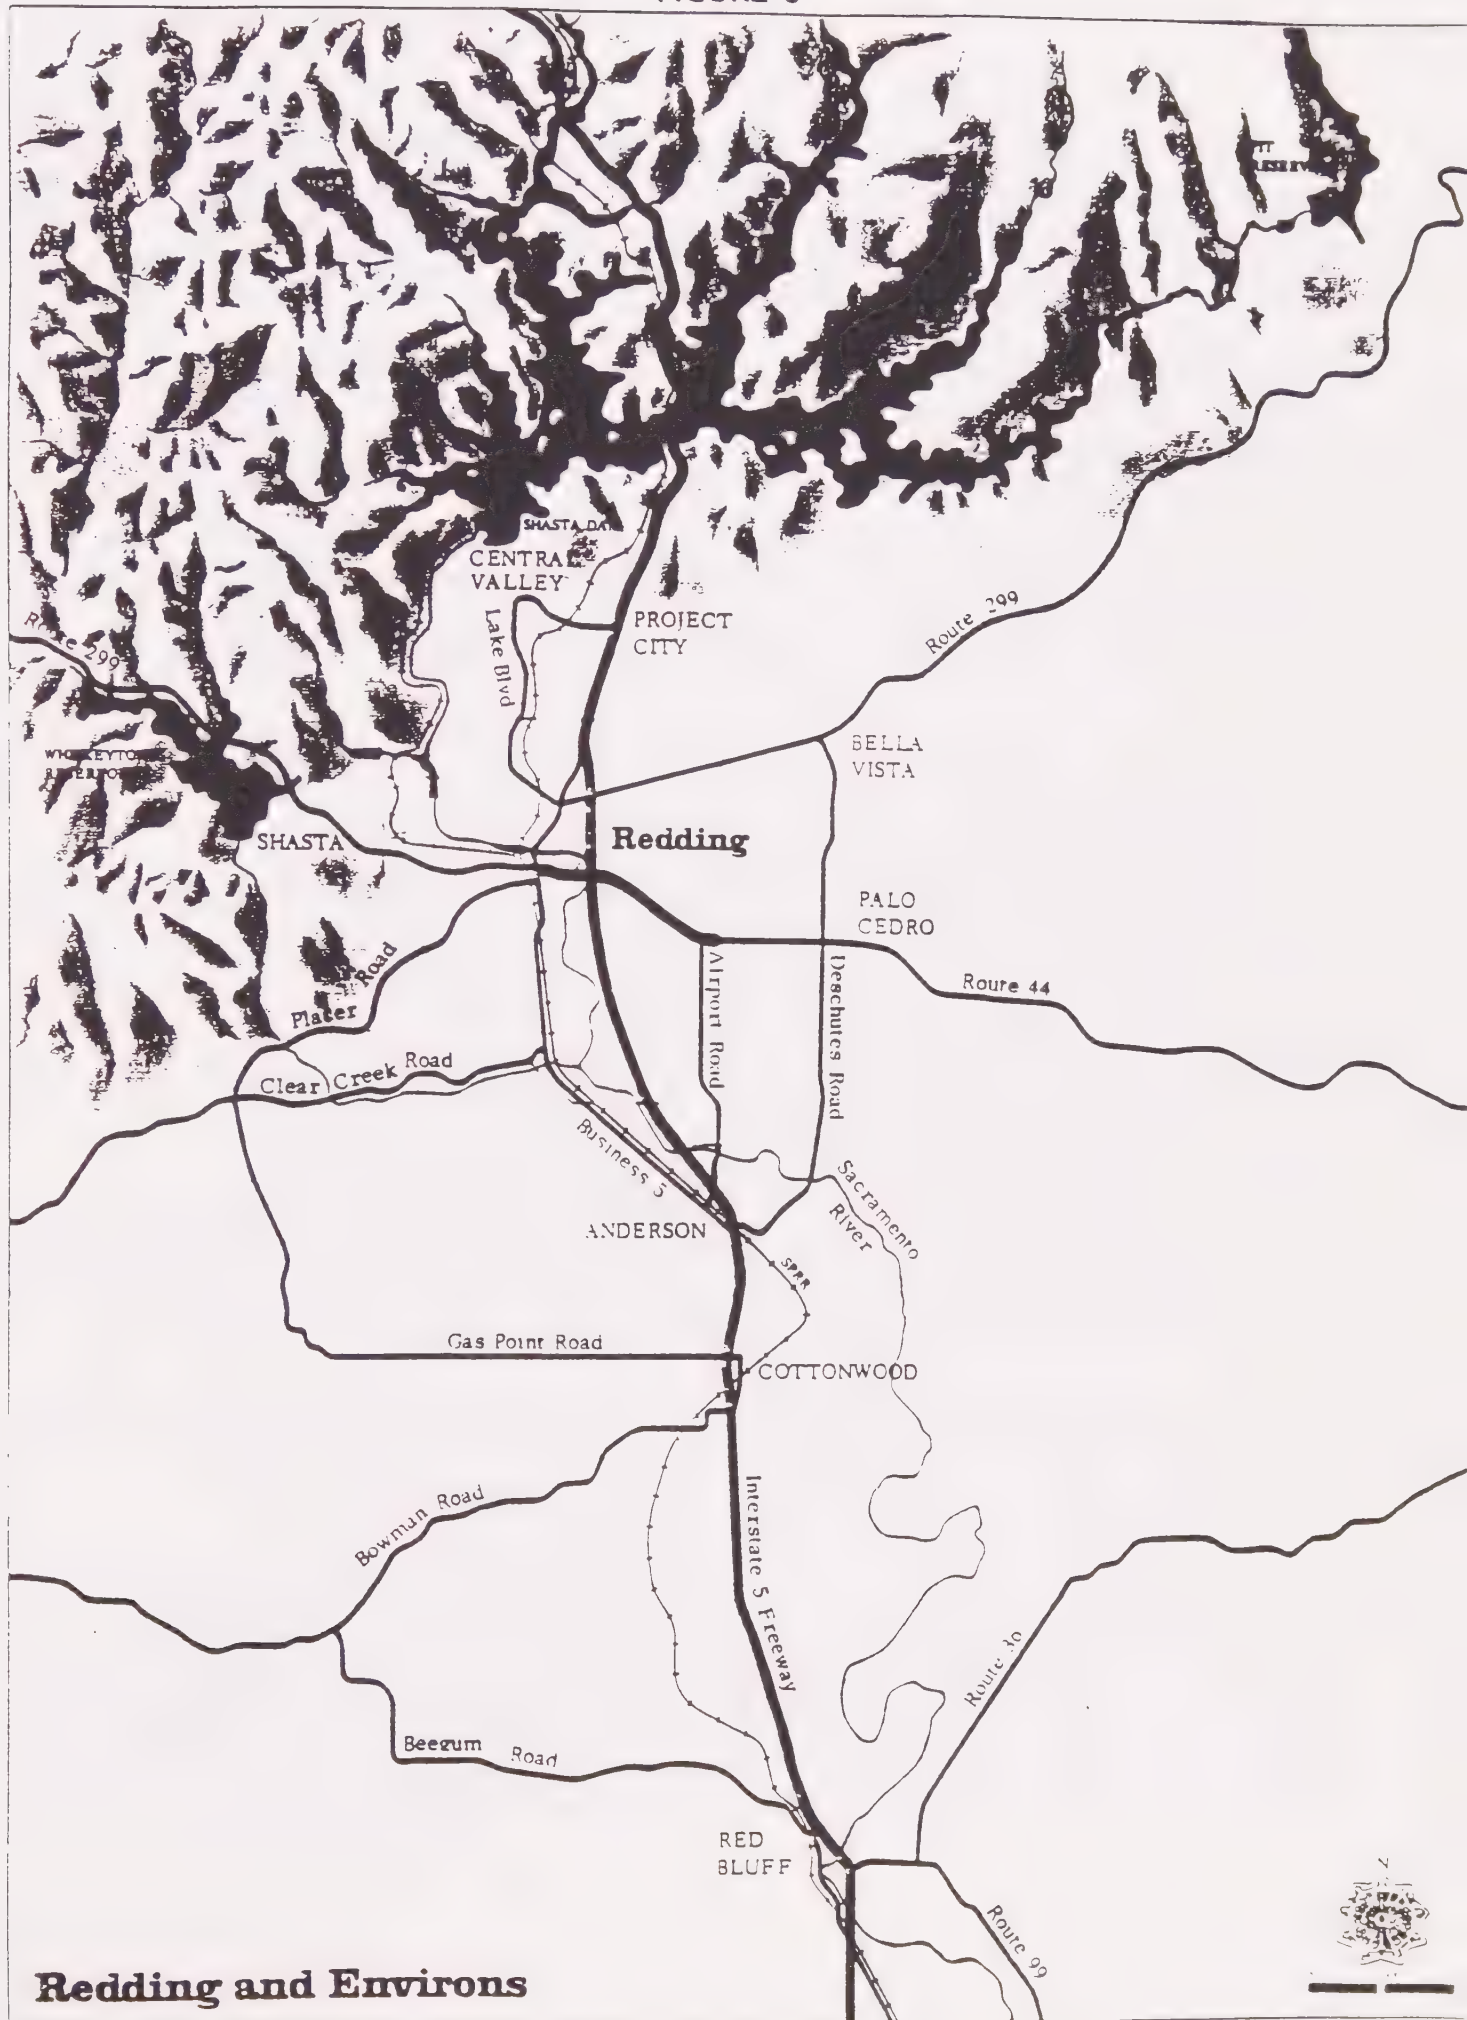 SHASTA DAM
CENTRAL
VALLEY
PROJECT
CITY
Lake Blvd
Route 299
Route 299
WHISKEYTOWN
RESERVOIR
BELLA
VISTA
SHASTA
Redding
PALO
CEDRO
Placer Road
Airport Road
Deschutes Road
Route 44
Clear Creek Road
Business 5
Sacramento
River
ANDERSON
SPRR
Gas Point Road
COTTONWOOD
Bowman Road
Interstate 5 Freeway
Route 36
Beegum Road
RED
BLUFF
Route 99
Redding and Environs